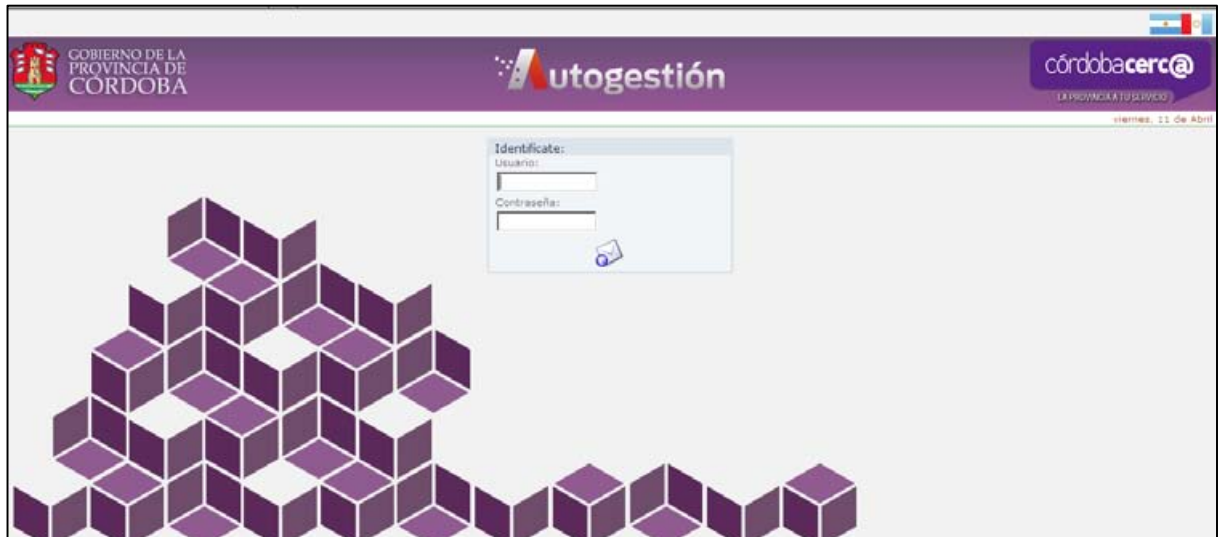 GOBIERNO DE LA
PROVINCIA DE
CÓRDOBA
Autogestión
córdobacerc@
LA PROVINCIA A TU SERVICIO
viernes, 11 de Abril
Identificate:
Usuario:
Contraseña: